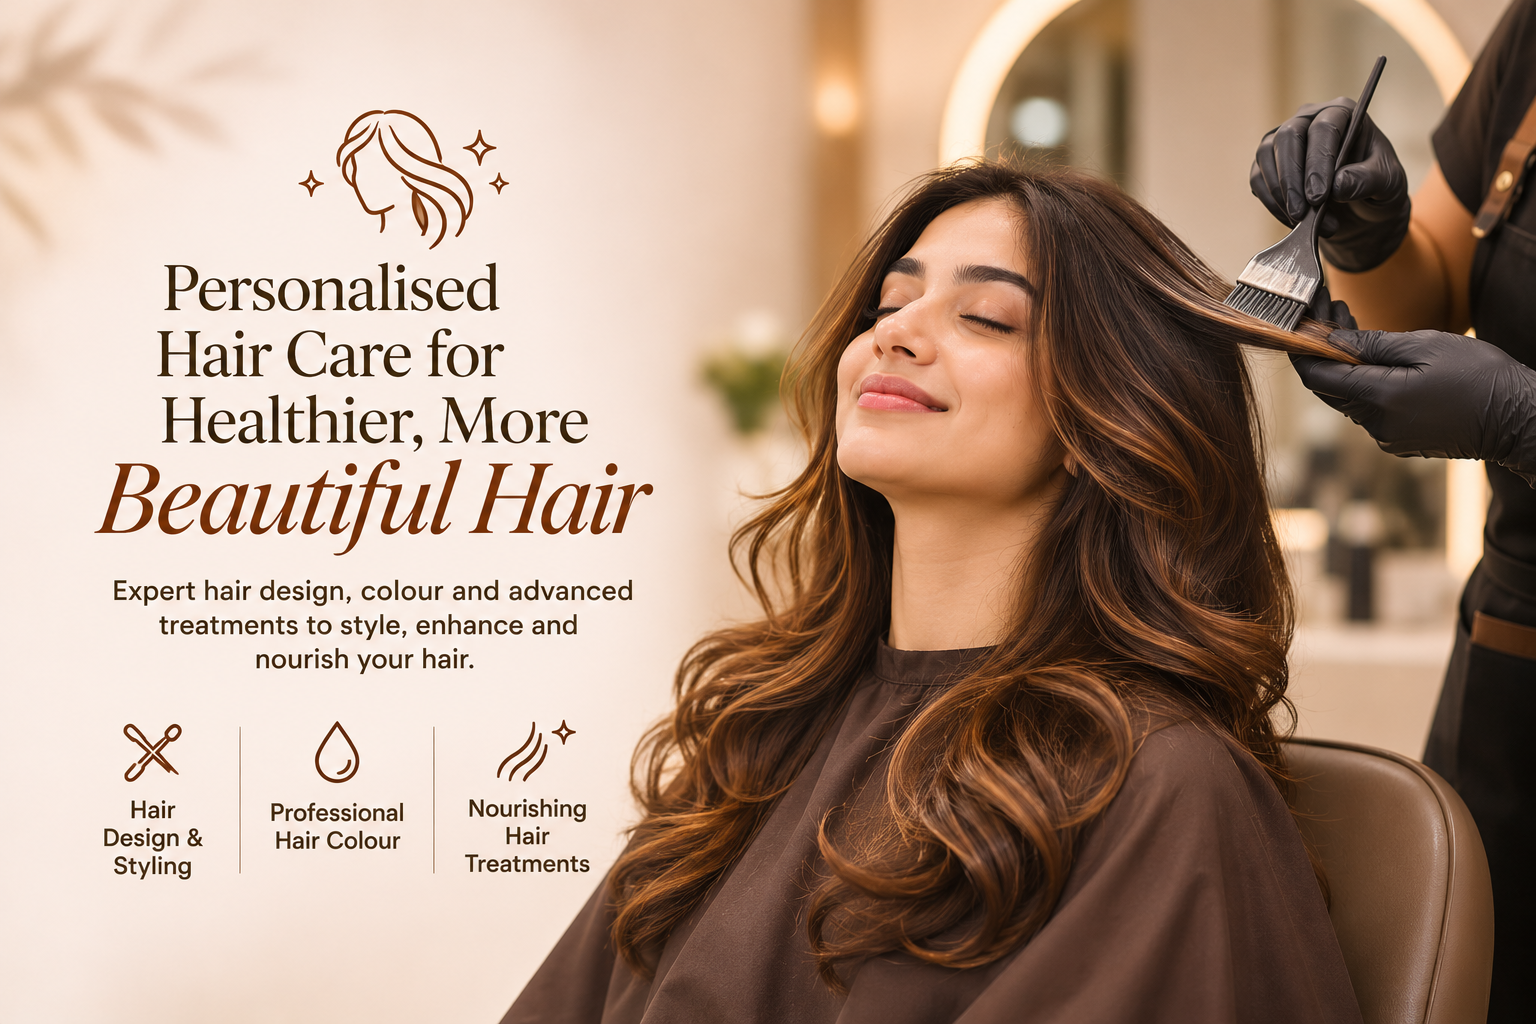 Personalised
Hair Care for
Healthier, More
Beautiful Hair
Expert hair design, colour and advanced
treatments to style, enhance and
nourish your hair.
Hair
Design &
Styling
Professional
Hair Colour
Nourishing
Hair
Treatments